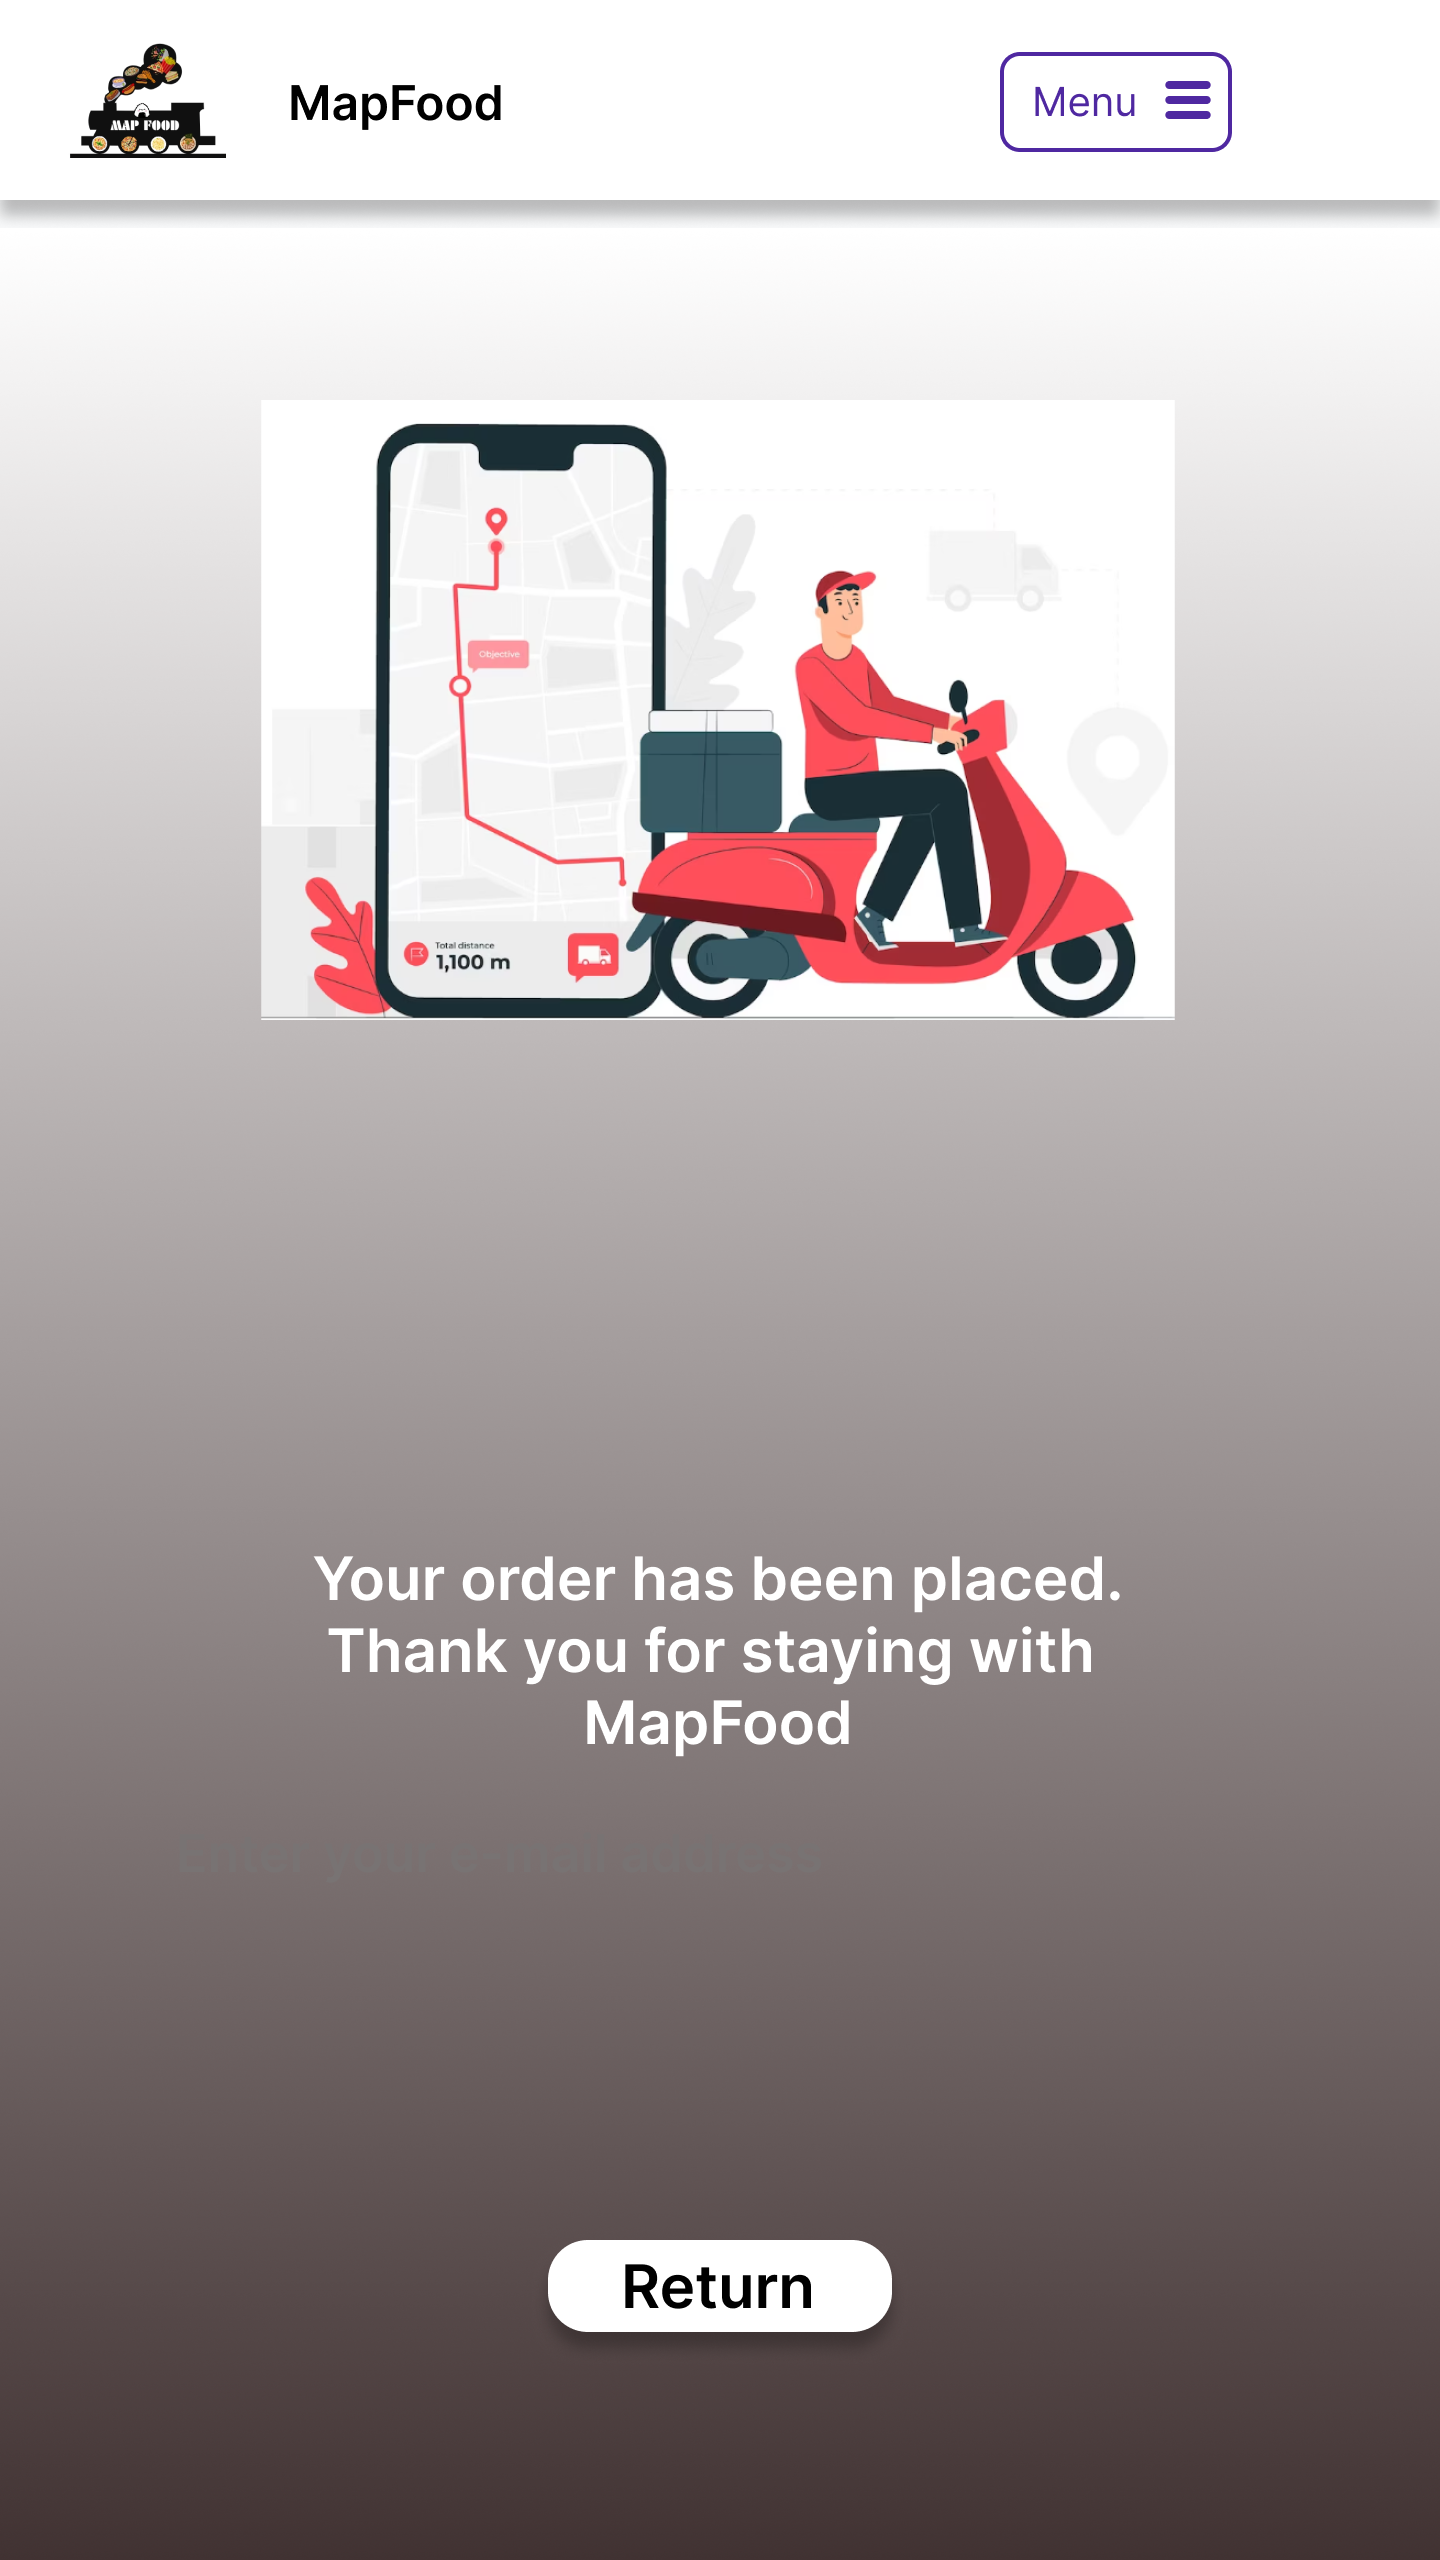 MAP FOOD
MapFood
Menu
Objective
Total distance
1,100 m
Your order has been placed.
Thank you for staying with
MapFood
Enter your e-mail address
Return